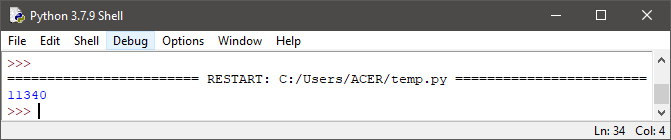 Python 3.7.9 Shell
File Edit Shell Debug Options Window Help
>>>
======================== RESTART: C:/Users/ACER/temp.py ========================
11340
>>>
Ln: 34 Col: 4